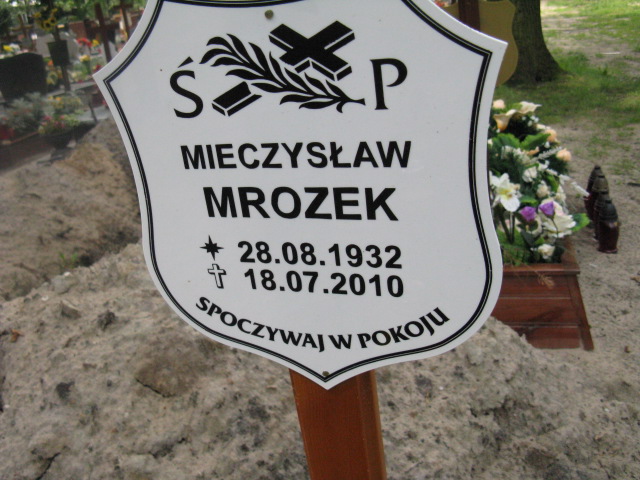 Ś P
MIECZYSŁAW
MROZEK
28.08.1932
18.07.2010
SPOCZYWAJ W POKOJU